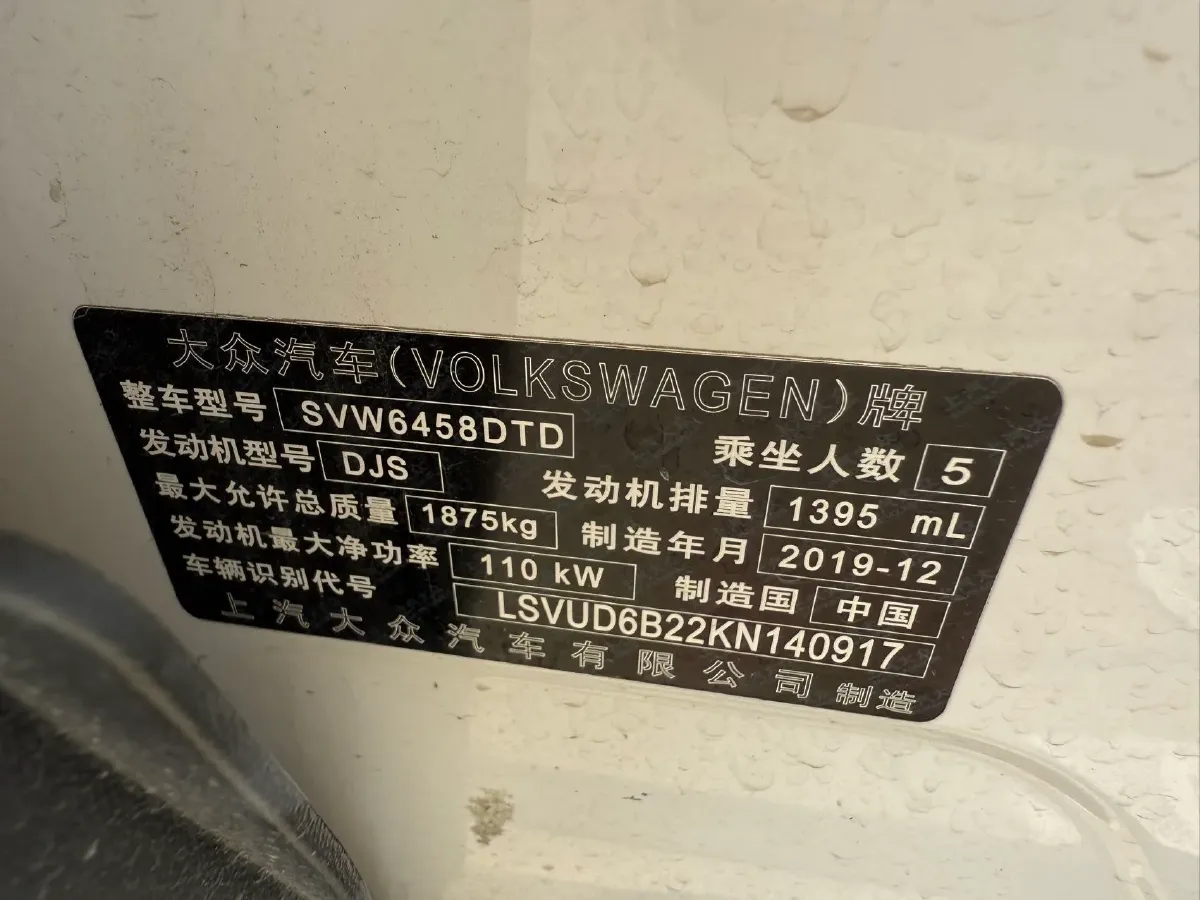 大众汽车(VOLKSWAGEN)牌
整车型号 SVW6458DTD 乘坐人数 5
发动机型号 DJS 发动机排量 1395 mL
最大允许总质量 1875kg 制造年月 2019-12
发动机最大净功率 110 kW 制造国 中国
车辆识别代号 LSVUD6B22KN140917
上汽大众汽车有限公司制造